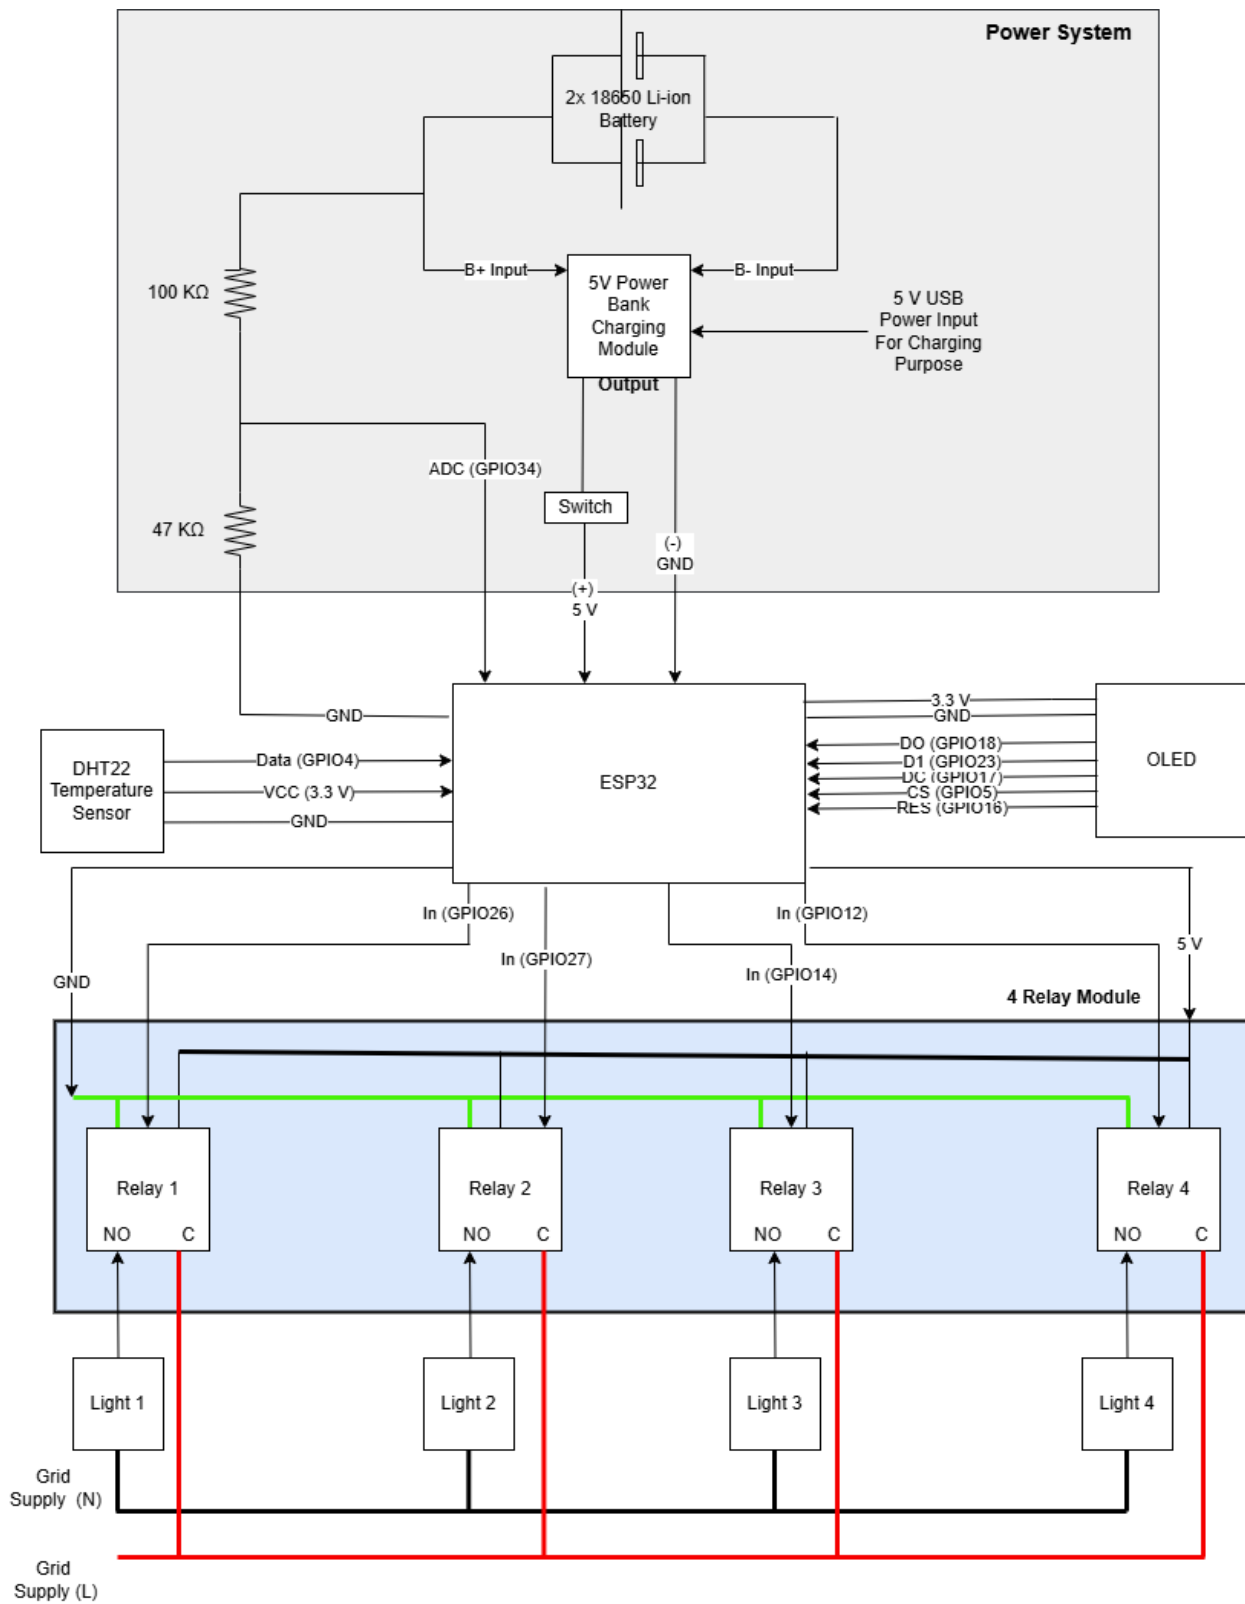 Power System
2x 18650 Li-ion
Battery
B+ Input
B- Input
5V Power
Bank
Charging
Module
Output
5 V USB
Power Input
For Charging
Purpose
100 KΩ
ADC (GPIO34)
Switch
47 KΩ
(-)
GND
(+)
5 V
GND
3.3 V
GND
DHT22
Temperature
Sensor
Data (GPIO4)
VCC (3.3 V)
GND
ESP32
DO (GPIO18)
D1 (GPIO23)
DC (GPIO17)
CS (GPIO5)
RES (GPIO16)
OLED
In (GPIO26)
In (GPIO12)
In (GPIO27)
In (GPIO14)
5 V
GND
4 Relay Module
Relay 1
NO C
Relay 2
NO C
Relay 3
NO C
Relay 4
NO C
Light 1
Light 2
Light 3
Light 4
Grid
Supply (N)
Grid
Supply (L)